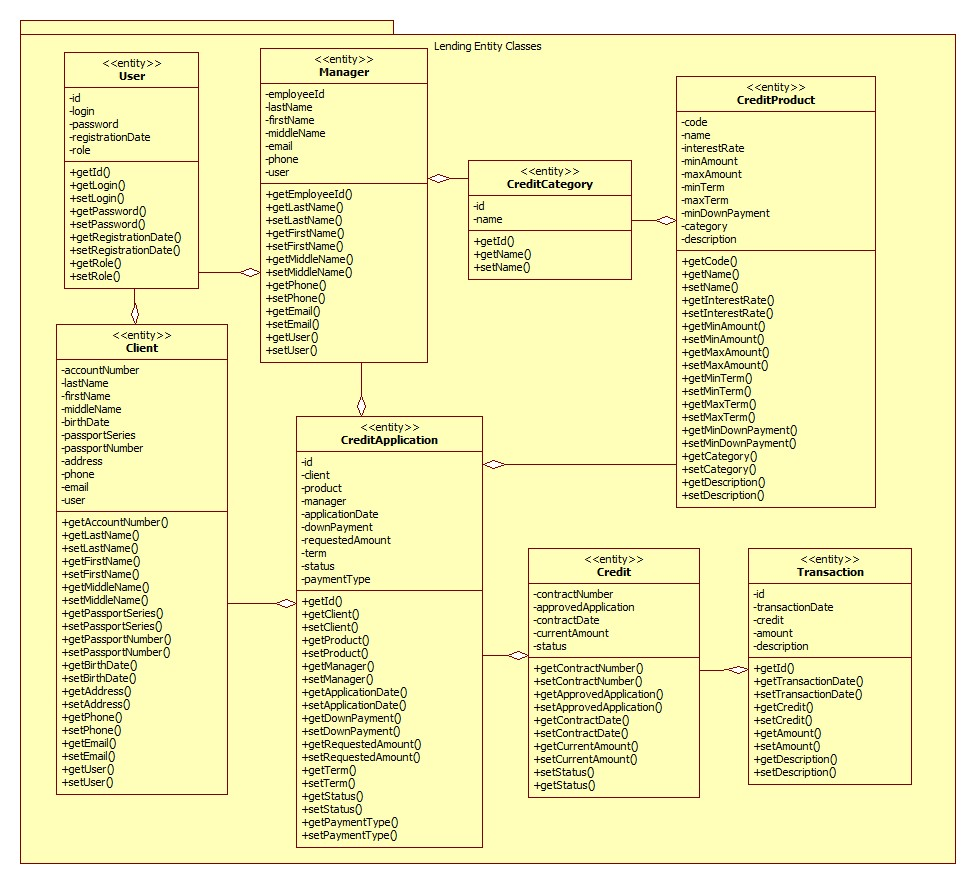 Lending Entity Classes
<<entity>>
User
-id
-login
-password
-registrationDate
-role
+getId()
+getLogin()
+setLogin()
+getPassword()
+setPassword()
+getRegistrationDate()
+setRegistrationDate()
+getRole()
+setRole()
<<entity>>
Manager
-employeeId
-lastName
-firstName
-middleName
-email
-phone
-user
+getEmployeeId()
+getLastName()
+setLastName()
+getFirstName()
+setFirstName()
+getMiddleName()
+setMiddleName()
+getPhone()
+setPhone()
+getEmail()
+setEmail()
+getUser()
+setUser()
<<entity>>
CreditCategory
-id
-name
+getId()
+getName()
+setName()
<<entity>>
CreditProduct
-code
-name
-interestRate
-minAmount
-maxAmount
-minTerm
-maxTerm
-minDownPayment
-category
-description
+getCode()
+getName()
+setName()
+getInterestRate()
+setInterestRate()
+getMinAmount()
+setMinAmount()
+getMaxAmount()
+setMaxAmount()
+getMinTerm()
+setMinTerm()
+getMaxTerm()
+setMaxTerm()
+getMinDownPayment()
+setMinDownPayment()
+getCategory()
+setCategory()
+getDescription()
+setDescription()
<<entity>>
Client
-accountNumber
-lastName
-firstName
-middleName
-birthDate
-passportSeries
-passportNumber
-address
-phone
-email
-user
+getAccountNumber()
+getLastName()
+setLastName()
+getFirstName()
+setFirstName()
+getMiddleName()
+setMiddleName()
+getPassportSeries()
+setPassportSeries()
+getPassportNumber()
+setPassportNumber()
+getBirthDate()
+setBirthDate()
+getAddress()
+setAddress()
+getPhone()
+setPhone()
+getEmail()
+setEmail()
+getUser()
+setUser()
<<entity>>
CreditApplication
-id
-client
-product
-manager
-applicationDate
-downPayment
-requestedAmount
-term
-status
-paymentType
+getId()
+getClient()
+setClient()
+getProduct()
+setProduct()
+getManager()
+setManager()
+getApplicationDate()
+setApplicationDate()
+getDownPayment()
+setDownPayment()
+getRequestedAmount()
+setRequestedAmount()
+getTerm()
+setTerm()
+getStatus()
+setStatus()
+getPaymentType()
+setPaymentType()
<<entity>>
Credit
-contractNumber
-approvedApplication
-contractDate
-currentAmount
-status
+getContractNumber()
+setContractNumber()
+getApprovedApplication()
+setApprovedApplication()
+getContractDate()
+setContractDate()
+getCurrentAmount()
+setCurrentAmount()
+setStatus()
+getStatus()
<<entity>>
Transaction
-id
-transactionDate
-credit
-amount
-description
+getId()
+getTransactionDate()
+setTransactionDate()
+getCredit()
+setCredit()
+getAmount()
+setAmount()
+getDescription()
+setDescription()